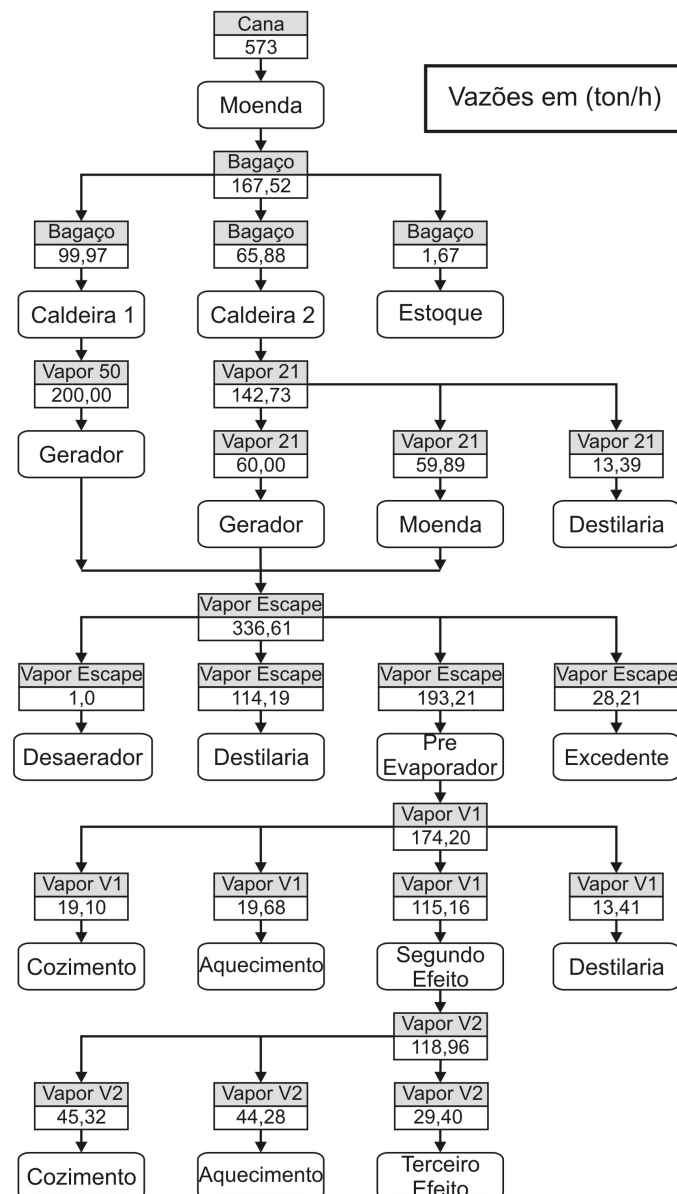 Cana
573
Moenda
Vazões em (ton/h)
Bagaço
167,52
Bagaço
99,97
Bagaço
65,88
Bagaço
1,67
Caldeira 1
Caldeira 2
Estoque
Vapor 50
200,00
Vapor 21
142,73
Gerador
Vapor 21
60,00
Vapor 21
59,89
Vapor 21
13,39
Gerador
Moenda
Destilaria
Vapor Escape
336,61
Vapor Escape
1,0
Vapor Escape
114,19
Vapor Escape
193,21
Vapor Escape
28,21
Desaerador
Destilaria
Pre
Evaporador
Excedente
Vapor V1
174,20
Vapor V1
19,10
Vapor V1
19,68
Vapor V1
115,16
Vapor V1
13,41
Cozimento
Aquecimento
Segundo
Efeito
Destilaria
Vapor V2
118,96
Vapor V2
45,32
Vapor V2
44,28
Vapor V2
29,40
Cozimento
Aquecimento
Terceiro
Efeito